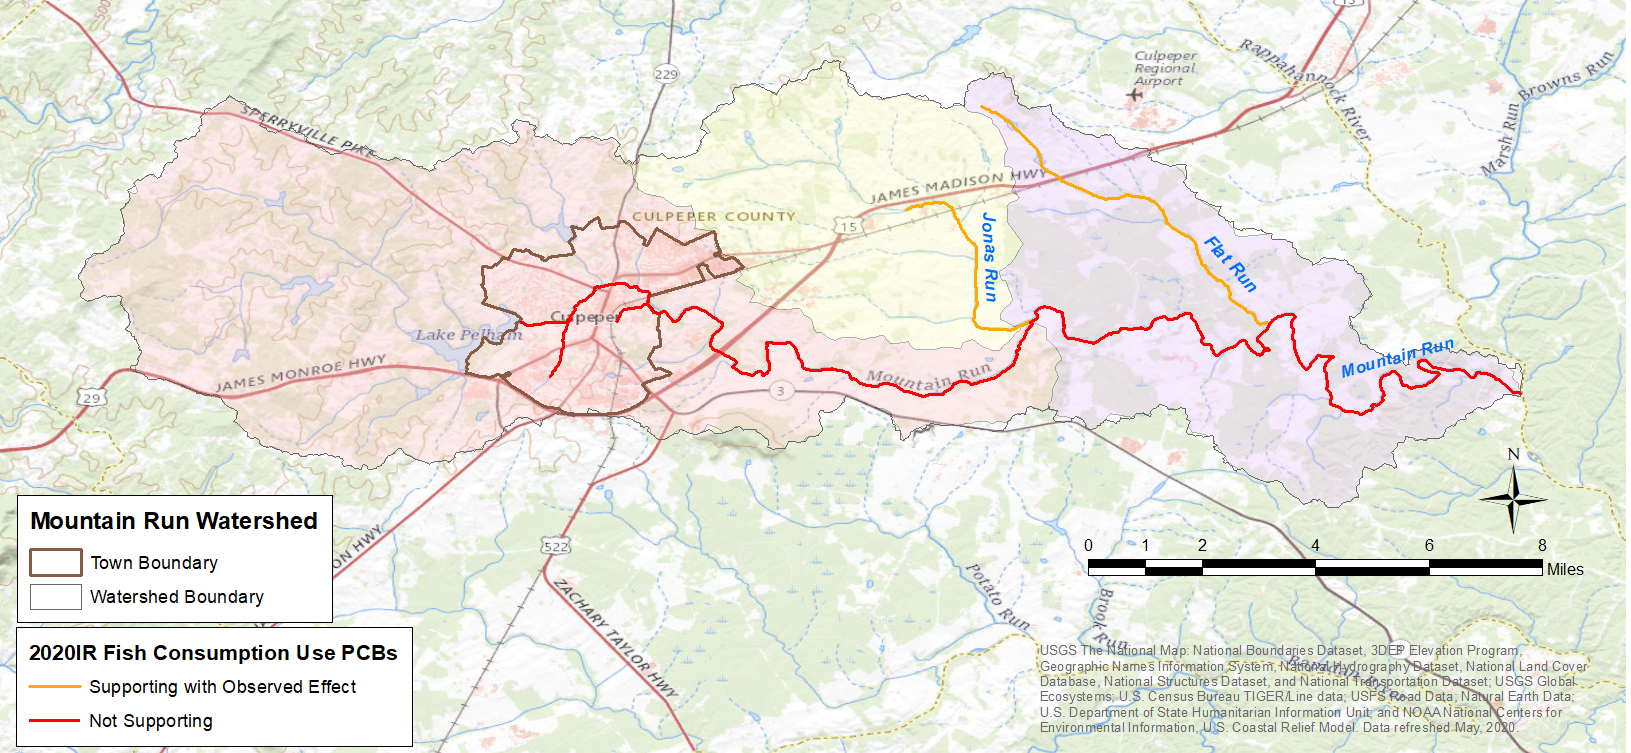 15
Rappahannock River
229
Culpeper
Regional
Airport
Browns Run
Marsh Run
SPERRYVILLE PIKE
JAMES MADISON HWY
CULPEPER COUNTY
15
Jonas Run
Flat Run
Culpeper
Lake Pelham
Mountain Run
Mountain Run
JAMES MONROE HWY
29
3
N
Mountain Run Watershed
Town Boundary
Watershed Boundary
ON HWY
522
0 1 2 4 6 8
Miles
ZACHARY TAYLOR HWY
Potato Run
Brook Run
2020IR Fish Consumption Use PCBs
Supporting with Observed Effect
Not Supporting
USGS The National Map: National Boundaries Dataset, 3DEP Elevation Program,
Geographic Names Information System, National Hydrography Dataset, National Land Cover
Database, National Structures Dataset, and National Transportation Dataset; USGS Global
Ecosystems; U.S. Census Bureau TIGER/Line data; USFS Road Data; Natural Earth Data;
U.S. Department of State Humanitarian Information Unit; and NOAA National Centers for
Environmental Information, U.S. Coastal Relief Model. Data refreshed May, 2020.